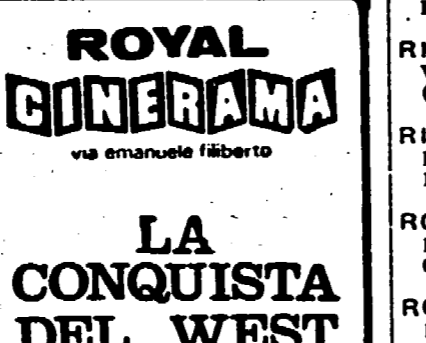 ROYAL
CINERAMA
via emanuele filiberto
LA
CONQUISTA
DEL WEST